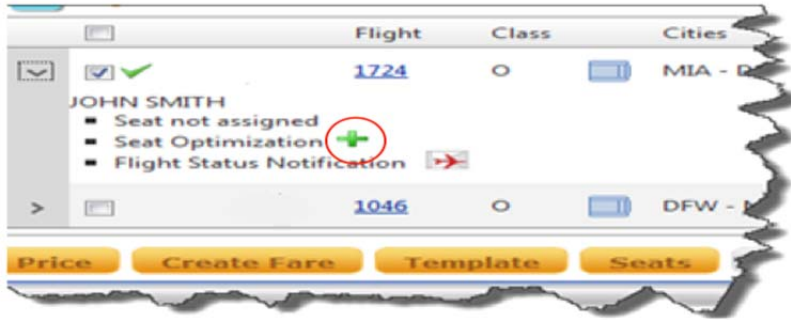 Flight Class Cities
1724 O MIA - D
JOHN SMITH
Seat not assigned
Seat Optimization
Flight Status Notification
1046 O DFW -
Price Create Fare Template Seats